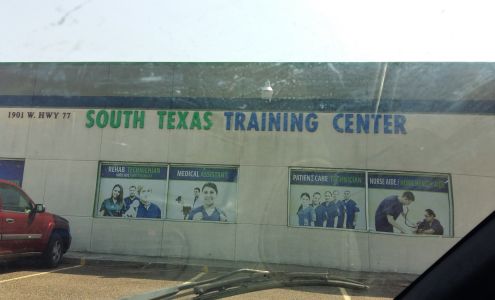 1901 W. HWY 77
SOUTH TEXAS TRAINING CENTER
REHAB TECHNICIAN
MEDICAL ASSISTANT
PATIENT CARE TECHNICIAN
NURSE AIDE /